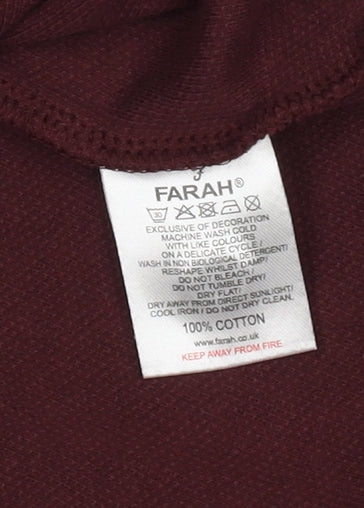 FARAH®
30
EXCLUSIVE OF DECORATION
MACHINE WASH COLD
WITH LIKE COLOURS
ON A DELICATE CYCLE/
WASH IN NON BIOLOGICAL DETERGENT/
RESHAPE WHILST DAMP/
DO NOT BLEACH/
DO NOT TUMBLE DRY/
DRY FLAT/
DRY AWAY FROM DIRECT SUNLIGHT/
COOL IRON / DO NOT DRY CLEAN.
100% COTTON
www.farah.co.uk
KEEP AWAY FROM FIRE